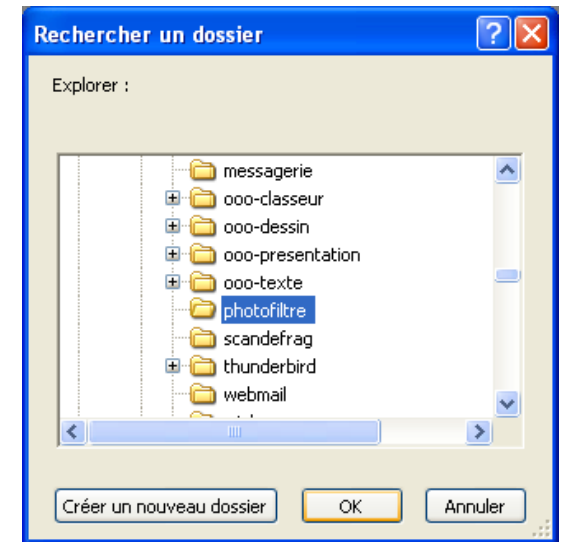 Rechercher un dossier
Explorer :
messagerie
ooo-classeur
ooo-dessin
ooo-presentation
ooo-texte
photofiltre
scandefrag
thunderbird
webmail
Créer un nouveau dossier OK Annuler